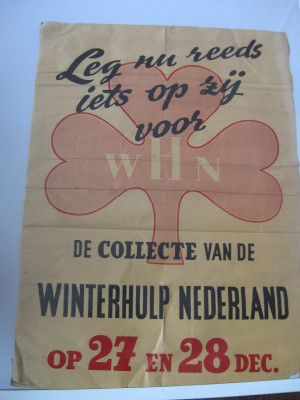 Leg nu reeds
iets op zij
voor
WHN
DE COLLECTE VAN DE
WINTERHULP NEDERLAND
OP 27 EN 28 DEC.